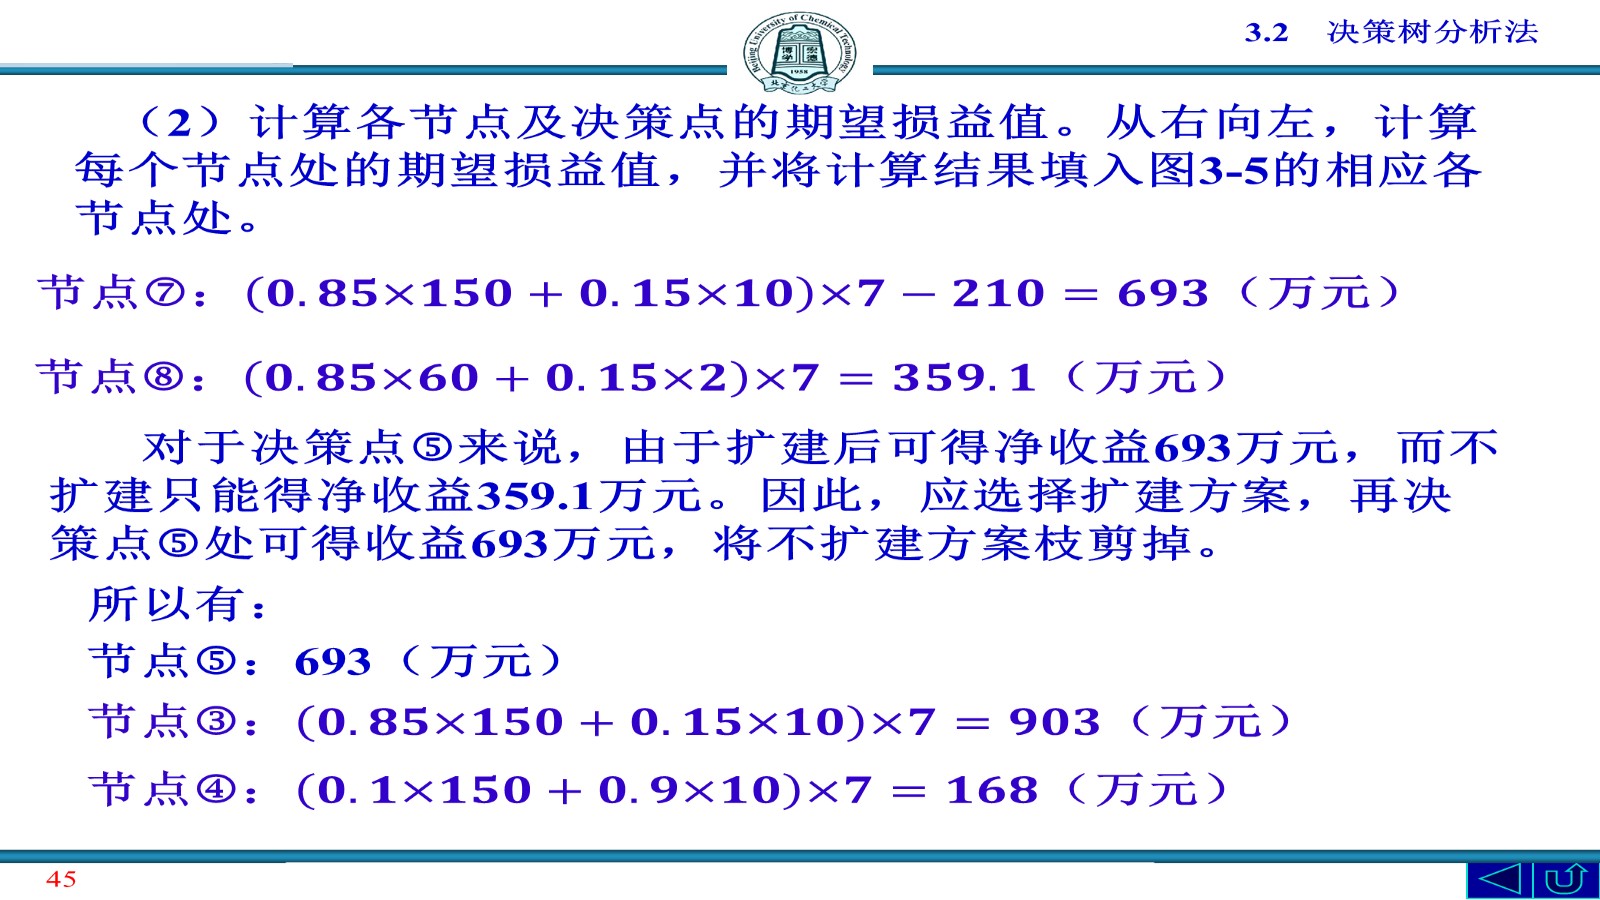 3.2 决策树分析法
Beijing University of Chemical Technology
1958
（2）计算各节点及决策点的期望损益值。从右向左，计算
每个节点处的期望损益值，并将计算结果填入图3-5的相应各
节点处。
节点⑦：(0.85×150 + 0.15×10)×7 − 210 = 693（万元）
节点⑧：(0.85×60 + 0.15×2)×7 = 359.1（万元）
对于决策点⑤来说，由于扩建后可得净收益693万元，而不
扩建只能得净收益359.1万元。因此，应选择扩建方案，再决
策点⑤处可得收益693万元，将不扩建方案枝剪掉。
所以有：
节点⑤：693（万元）
节点③：(0.85×150 + 0.15×10)×7 = 903（万元）
节点④：(0.1×150 + 0.9×10)×7 = 168（万元）
45